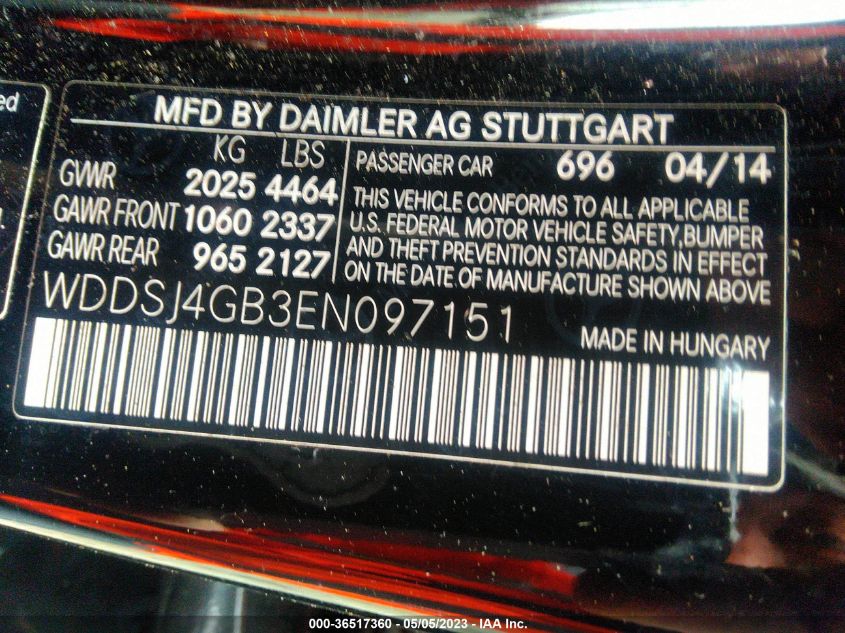 ed
MFD BY DAIMLER AG STUTTGART
KG LBS
GVWR 2025 4464
GAWR FRONT 1060 2337
GAWR REAR 965 2127
PASSENGER CAR 696 04/14
THIS VEHICLE CONFORMS TO ALL APPLICABLE
U.S. FEDERAL MOTOR VEHICLE SAFETY,BUMPER
AND THEFT PREVENTION STANDARDS IN EFFECT
ON THE DATE OF MANUFACTURE SHOWN ABOVE
WDDSJ4GB3EN097151
MADE IN HUNGARY
000-36517360 - 05/05/2023 - IAA Inc.